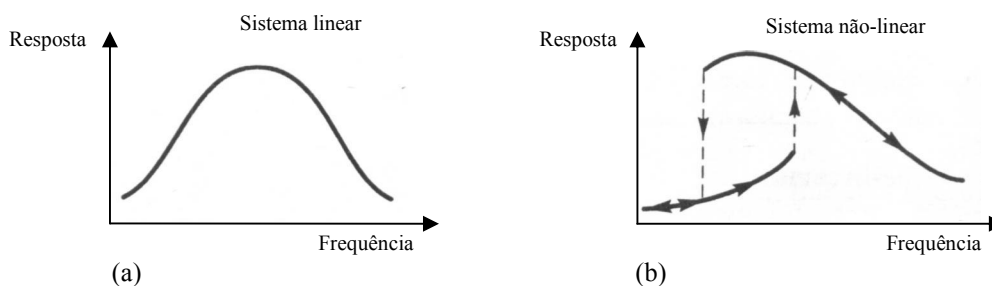 Sistema linear
Resposta
Frequência
(a)
Sistema não-linear
Resposta
Frequência
(b)